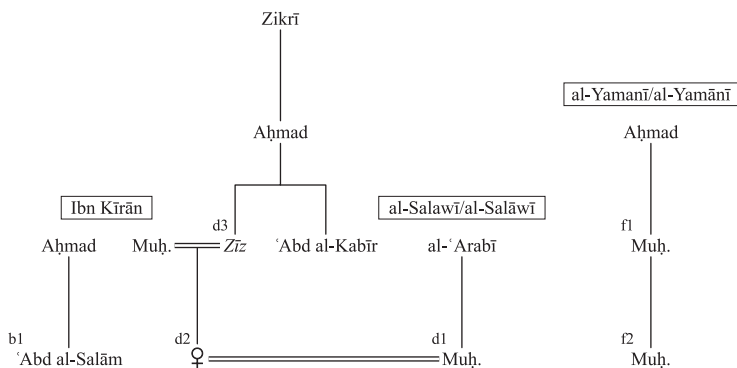 Zikrī
al-Yamanī/al-Yamānī
Aḥmad
Aḥmad
Ibn Kīrān
al-Salawī/al-Salāwī
d3
f1
Aḥmad
Muḥ.
Zīz
ʿAbd al-Kabīr
al-ʿArabī
Muḥ.
b1
d2
d1
f2
ʿAbd al-Salām
♀
Muḥ.
Muḥ.